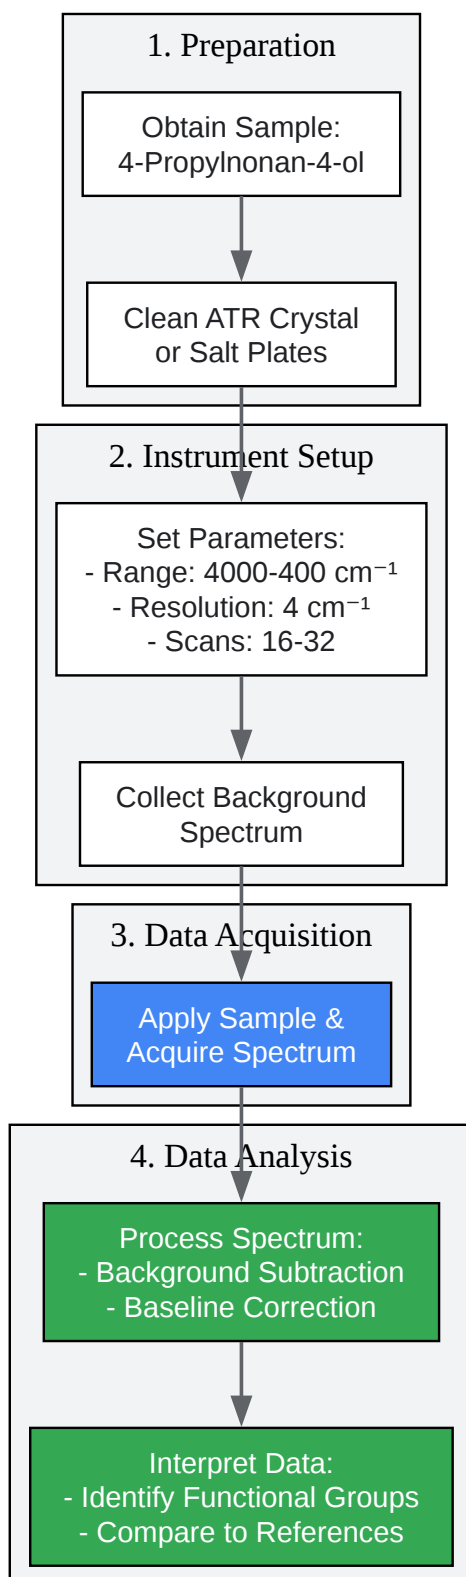 1. Preparation
Obtain Sample:
4-Propylnonan-4-ol
Clean ATR Crystal
or Salt Plates
2. Instrument Setup
Set Parameters:
- Range: 4000-400 cm⁻¹
- Resolution: 4 cm⁻¹
- Scans: 16-32
Collect Background
Spectrum
3. Data Acquisition
Apply Sample &
Acquire Spectrum
4. Data Analysis
Process Spectrum:
- Background Subtraction
- Baseline Correction
Interpret Data:
- Identify Functional Groups
- Compare to References